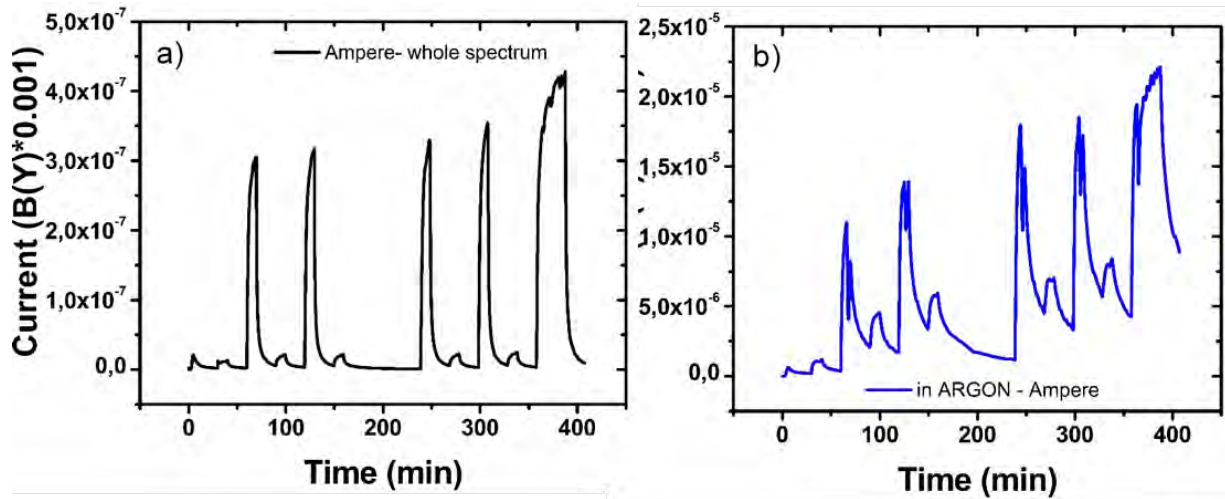 a)
Ampere- whole spectrum
Current (B(Y)*0.001)
5,0x10⁻⁷
4,0x10⁻⁷
3,0x10⁻⁷
2,0x10⁻⁷
1,0x10⁻⁷
0,0
0 100 200 300 400
Time (min)
b)
2,5x10⁻⁵
2,0x10⁻⁵
1,5x10⁻⁵
1,0x10⁻⁵
5,0x10⁻⁶
0,0
in ARGON - Ampere
0 100 200 300 400
Time (min)